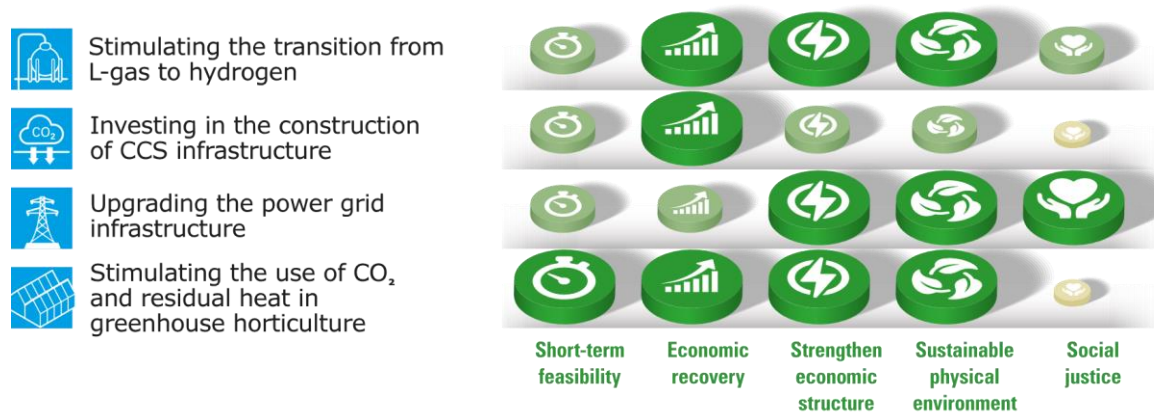 Stimulating the transition from
L-gas to hydrogen
CO₂
Investing in the construction
of CCS infrastructure
Upgrading the power grid
infrastructure
Stimulating the use of CO₂
and residual heat in
greenhouse horticulture
Short-term
feasibility
Economic
recovery
Strengthen
economic
structure
Sustainable
physical
environment
Social
justice